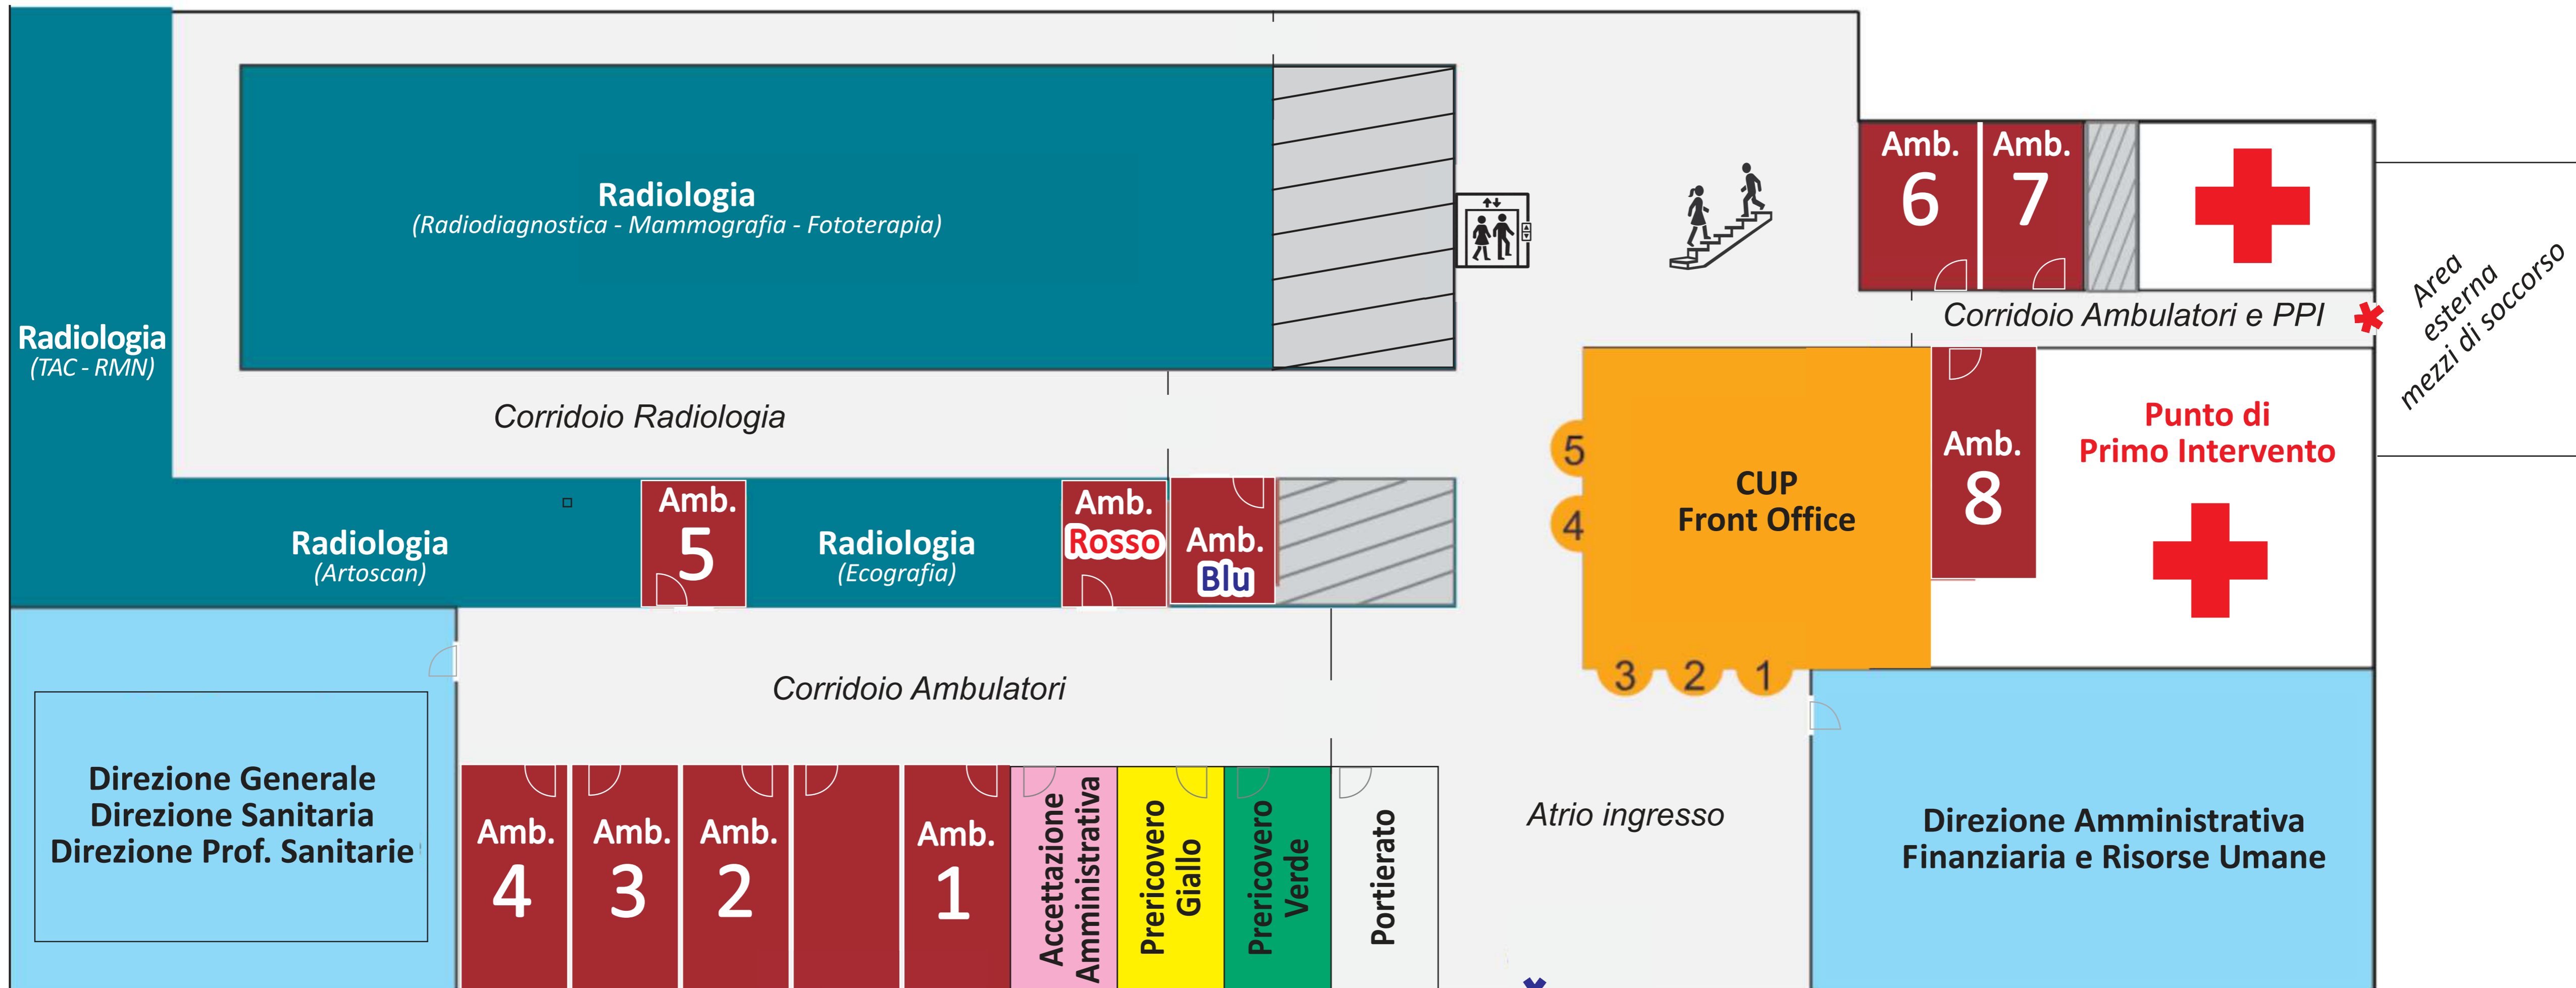 Radiologia
(TAC - RMN)
Radiologia
(Radiodiagnostica - Mammografia - Fototerapia)
Amb.
6
Amb.
7
Corridoio Ambulatori e PPI
*
Area
esterna
mezzi di soccorso
Corridoio Radiologia
Radiologia
(Artoscan)
Amb.
5
Radiologia
(Ecografia)
Amb.
Rosso
Amb.
Blu
5
4
CUP
Front Office
3
2
1
Amb.
8
Punto di
Primo Intervento
Corridoio Ambulatori
Direzione Generale
Direzione Sanitaria
Direzione Prof. Sanitarie
Amb.
4
Amb.
3
Amb.
2
Amb.
1
Accettazione
Amministrativa
Prericovero
Giallo
Prericovero
Verde
Portierato
Atrio ingresso
Direzione Amministrativa
Finanziaria e Risorse Umane